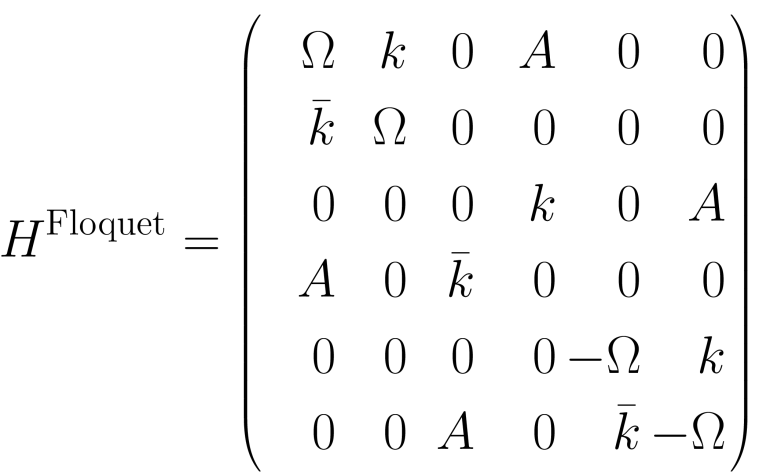 Ω k 0 A 0 0
k̄ Ω 0 0 0 0
0 0 0 k 0 A
H^Floquet =
A 0 k̄ 0 0 0
0 0 0 0 −Ω k
0 0 A 0 k̄ −Ω